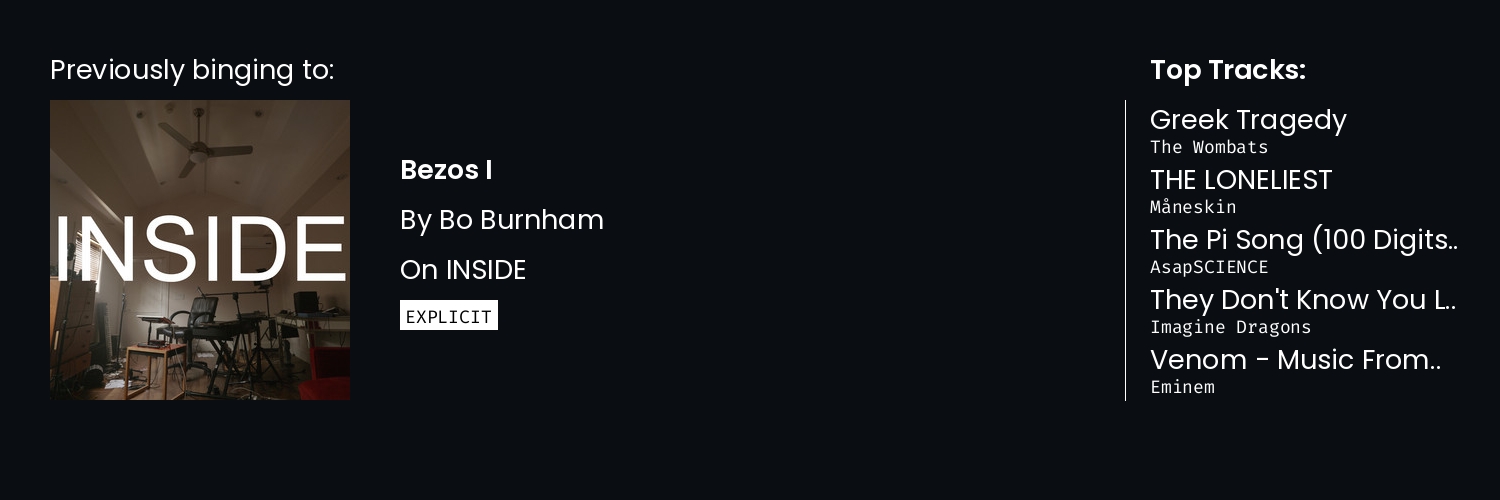 Previously binging to:
INSIDE
Bezos I
By Bo Burnham
On INSIDE
EXPLICIT
Top Tracks:
Greek Tragedy
The Wombats
THE LONELIEST
Måneskin
The Pi Song (100 Digits..
AsapSCIENCE
They Don't Know You L..
Imagine Dragons
Venom - Music From..
Eminem